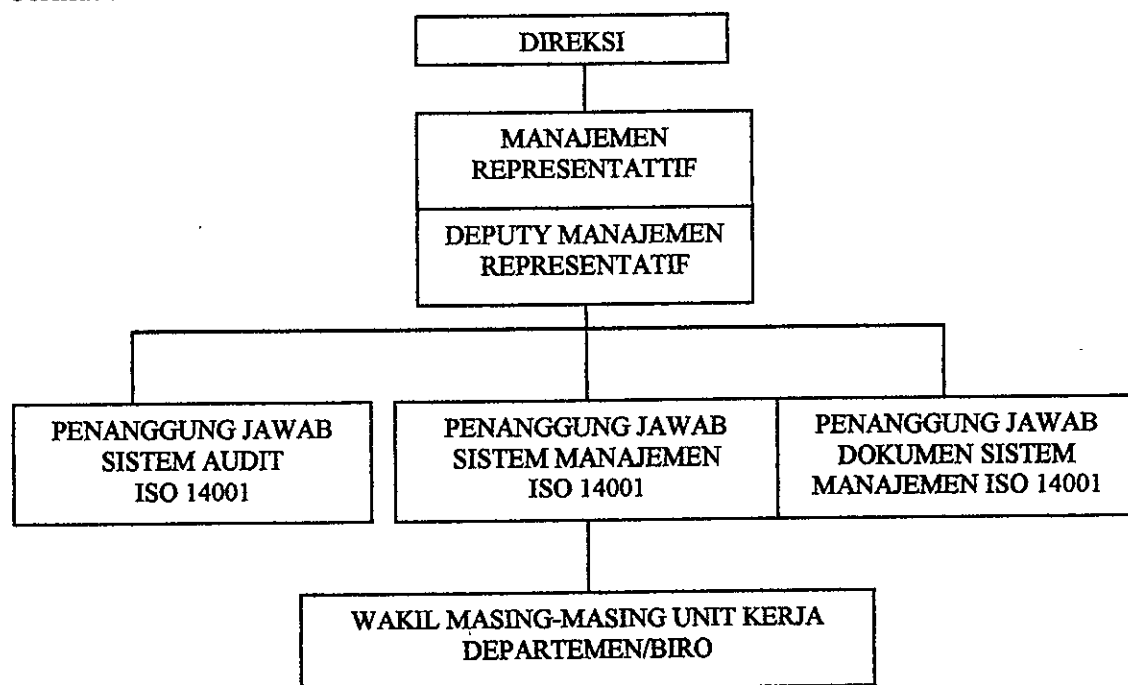 DIREKSI
MANAJEMEN
REPRESENTATTIF
DEPUTY MANAJEMEN
REPRESENTATIF
PENANGGUNG JAWAB
SISTEM AUDIT
ISO 14001
PENANGGUNG JAWAB
SISTEM MANAJEMEN
ISO 14001
PENANGGUNG JAWAB
DOKUMEN SISTEM
MANAJEMEN ISO 14001
WAKIL MASING-MASING UNIT KERJA
DEPARTEMEN/BIRO